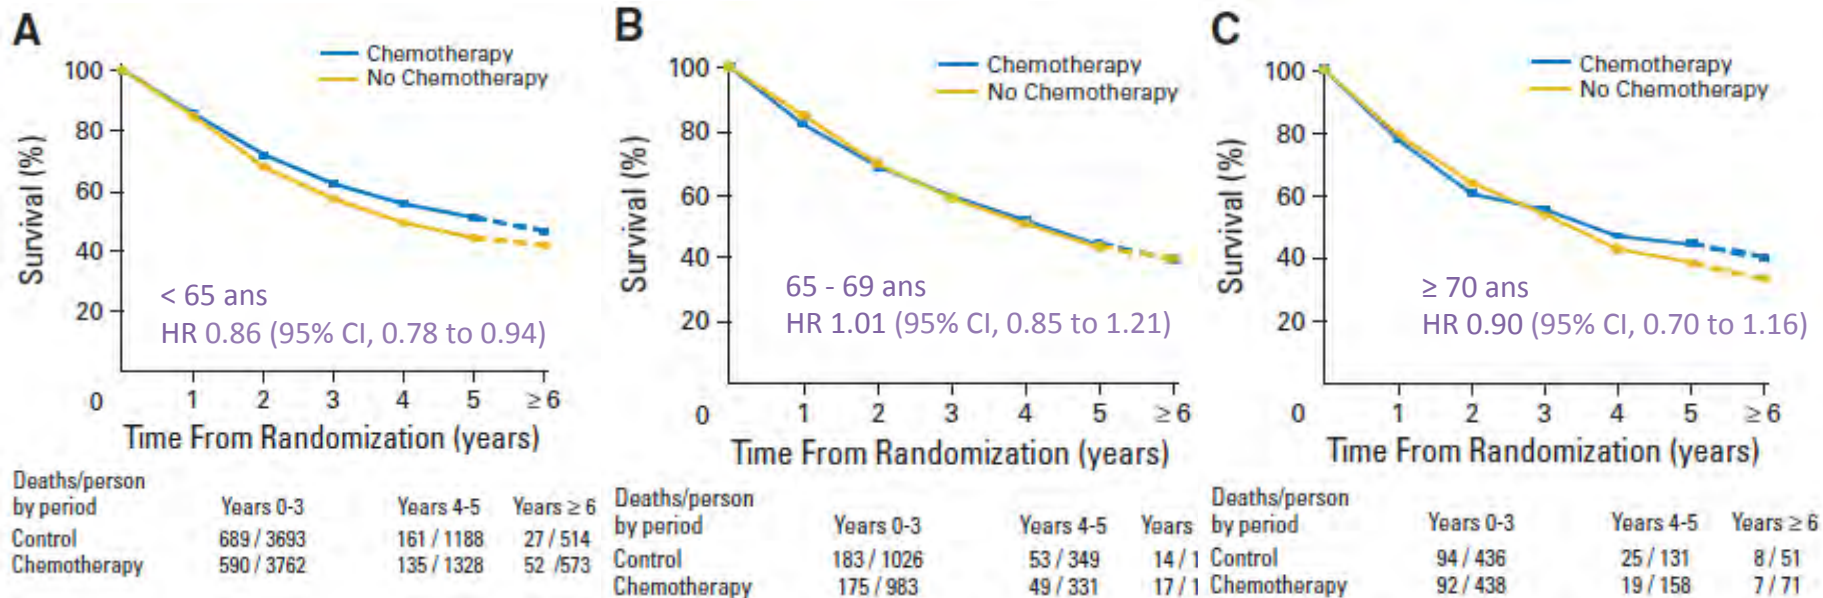 A
Chemotherapy
No Chemotherapy
Survival (%)
100
80
60
40
20
0
< 65 ans
HR 0.86 (95% CI, 0.78 to 0.94)
1 2 3 4 5 ≥ 6
Time From Randomization (years)
Deaths/person
by period Years 0-3 Years 4-5 Years ≥ 6
Control 689 / 3693 161 / 1188 27 / 514
Chemotherapy 590 / 3762 135 / 1328 52 /573
B
Chemotherapy
No Chemotherapy
Survival (%)
100
80
60
40
20
0
65 - 69 ans
HR 1.01 (95% CI, 0.85 to 1.21)
1 2 3 4 5 ≥ 6
Time From Randomization (years)
Deaths/person
by period Years 0-3 Years 4-5 Years
Control 183 / 1026 53 / 349 14 / 1
Chemotherapy 175 / 983 49 / 331 17 / 1
C
Chemotherapy
No Chemotherapy
Survival (%)
100
80
60
40
20
0
≥ 70 ans
HR 0.90 (95% CI, 0.70 to 1.16)
1 2 3 4 5 ≥ 6
Time From Randomization (years)
Deaths/person
by period Years 0-3 Years 4-5 Years ≥ 6
Control 94 / 436 25 / 131 8 / 51
Chemotherapy 92 / 438 19 / 158 7 / 71